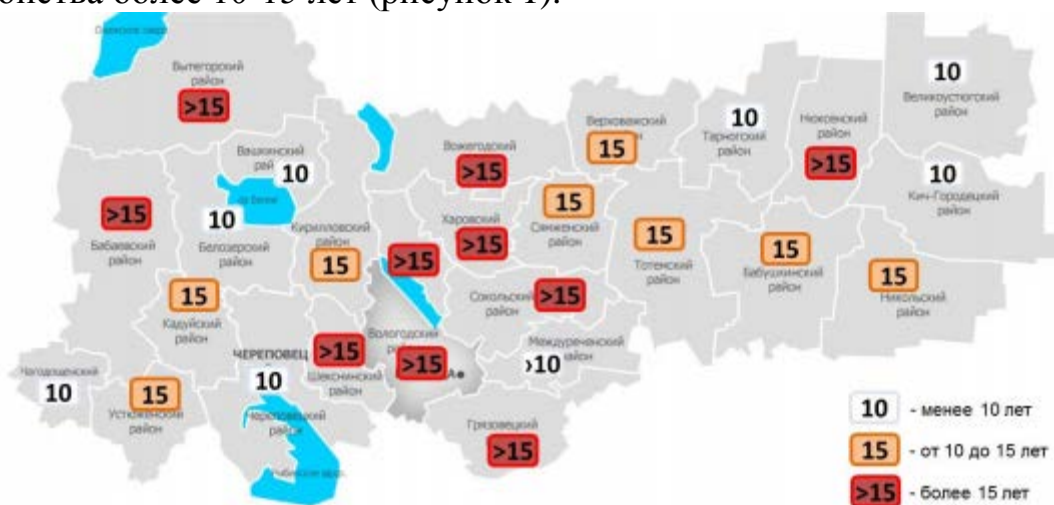 более 10-15 лет (рисунок 1).
Вытегорский
район
>15
Вашкинский
10
>15
Бабаевский
район
10
Белозерский
район
Кирилловский
район
15
15
Кадуйский
район
Вожегодский
>15
Верховажский
15
10
Тарногский
район
Нюксенский
район
>15
10
Великоустюгский
район
10
Кич-Городецкий
район
Харовский
район
>15
15
Сямженский
район
15
Тотемский
район
15
Бабушкинский
район
15
Никольский
район
>15
Сокольский
район
>15
Междуреченский
›10
Вологодский
>15
>15
Шекснинский
район
ЧЕРЕПОВЕЦ
10
Череповецкий
район
Чагодощенский
10
15
Устюженский
район
Грязовецкий
>15
10 - менее 10 лет
15 - от 10 до 15 лет
>15 - более 15 лет